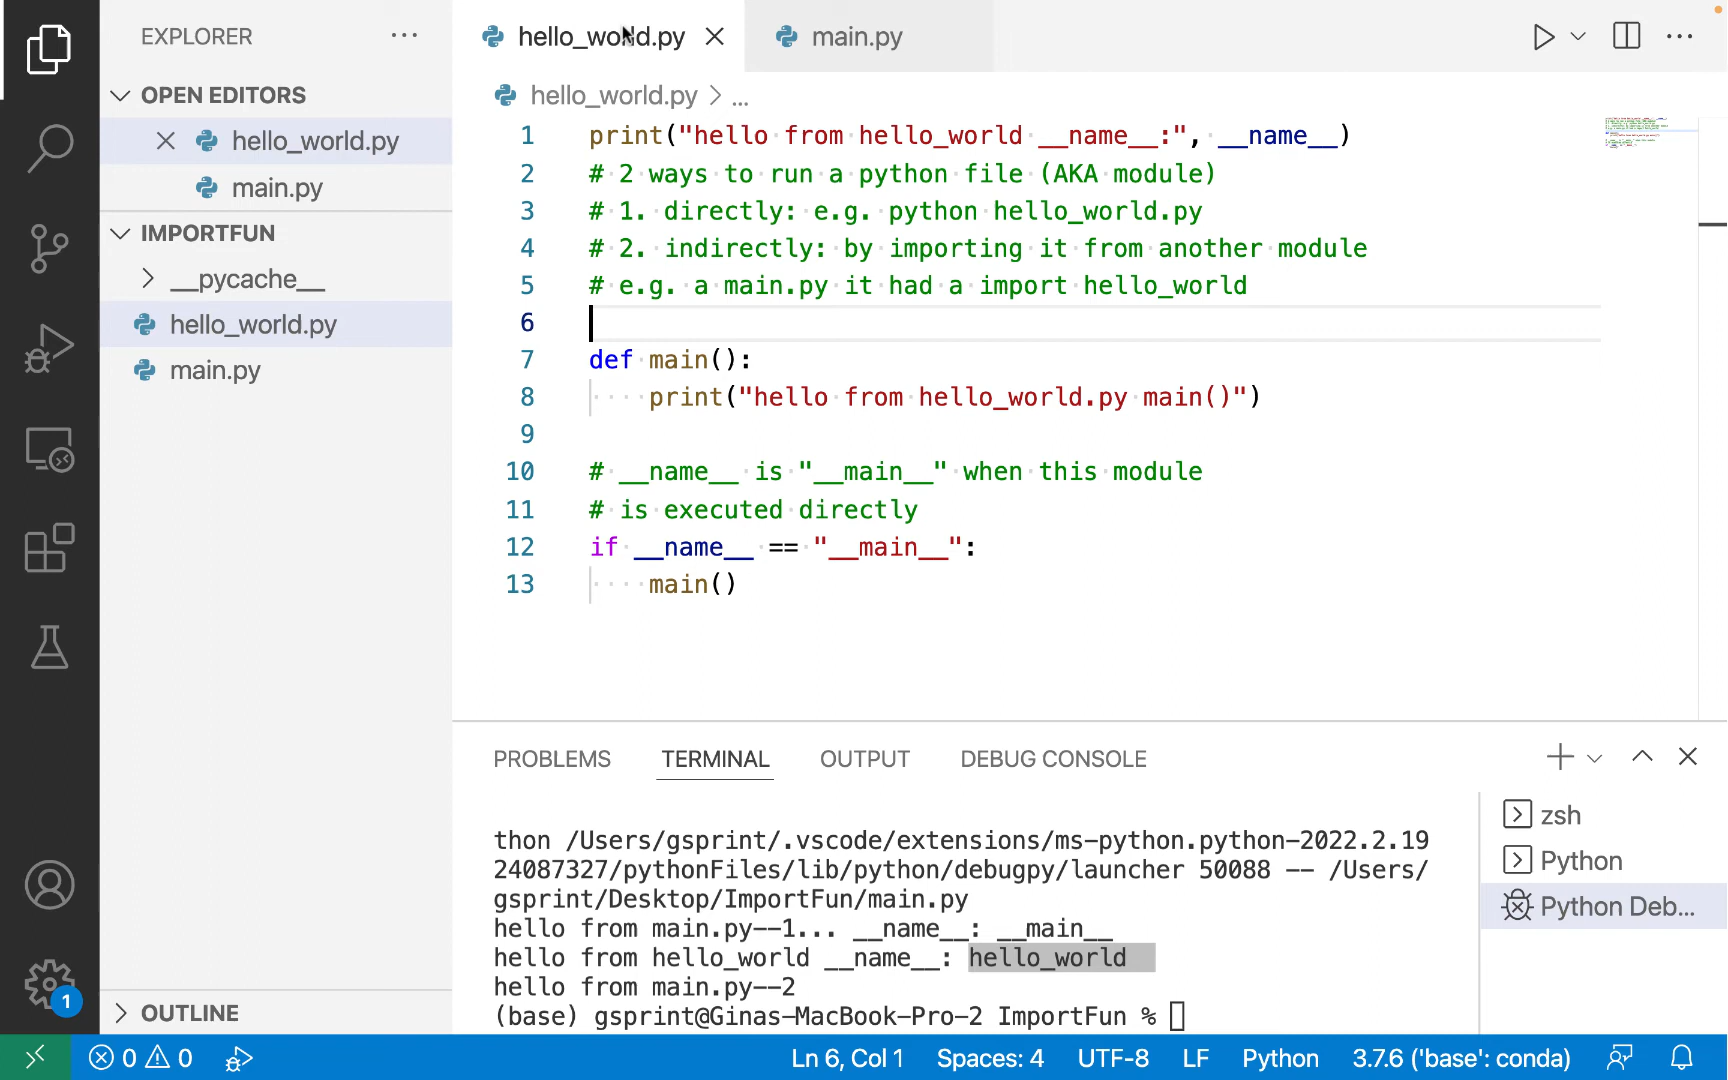 EXPLORER ...
OPEN EDITORS
hello_world.py
main.py
IMPORTFUN
__pycache__
hello_world.py
main.py
OUTLINE
1
hello_world.py
main.py
hello_world.py > ...
1 print("hello from hello_world __name__:", __name__)
2 # 2 ways to run a python file (AKA module)
3 # 1. directly: e.g. python hello_world.py
4 # 2. indirectly: by importing it from another module
5 # e.g. a main.py it had a import hello_world
6
7 def main():
8     print("hello from hello_world.py main()")
9
10 # __name__ is "__main__" when this module
11 # is executed directly
12 if __name__ == "__main__":
13     main()
PROBLEMS TERMINAL OUTPUT DEBUG CONSOLE
thon /Users/gsprint/.vscode/extensions/ms-python.python-2022.2.19
24087327/pythonFiles/lib/python/debugpy/launcher 50088 -- /Users/
gsprint/Desktop/ImportFun/main.py
hello from main.py--1... __name__: __main__
hello from hello_world __name__: hello_world
hello from main.py--2
(base) gsprint@Ginas-MacBook-Pro-2 ImportFun %
zsh
Python
Python Deb...
0 0 Ln 6, Col 1 Spaces: 4 UTF-8 LF Python 3.7.6 ('base': conda)